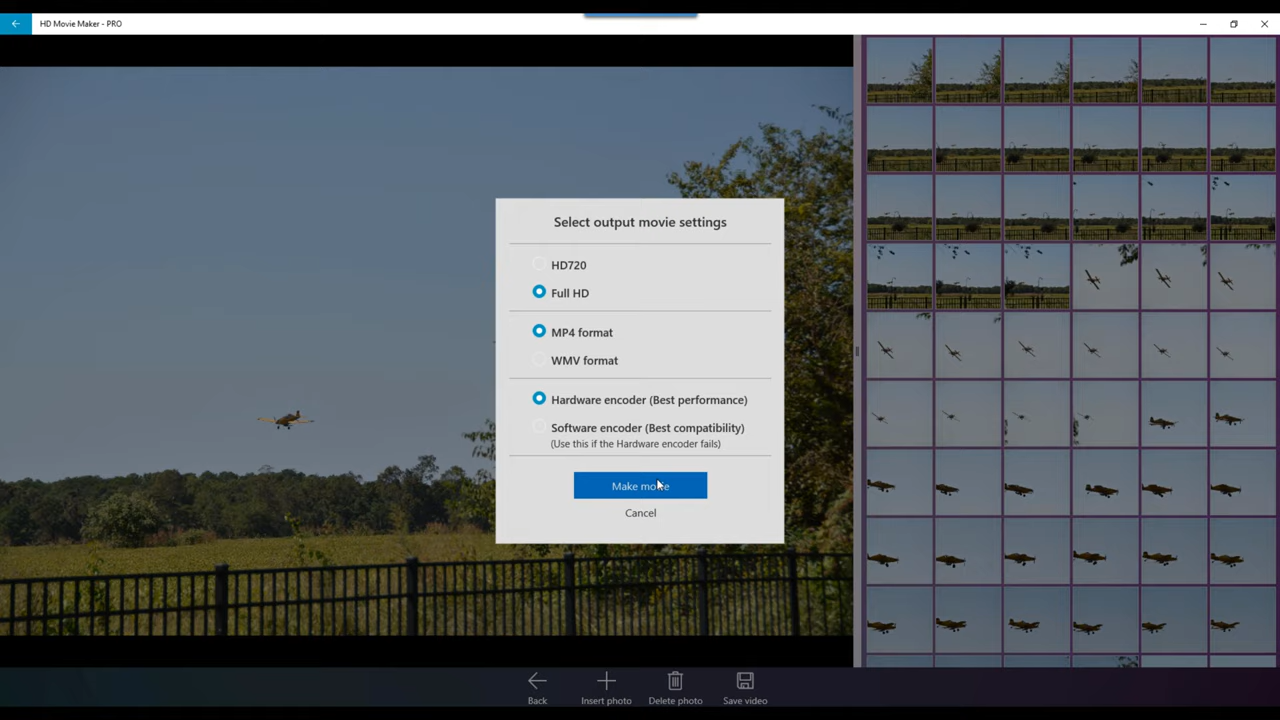 HD Movie Maker - PRO
Select output movie settings
HD720
Full HD
MP4 format
WMV format
Hardware encoder (Best performance)
Software encoder (Best compatibility)
(Use this if the Hardware encoder fails)
Make movie
Cancel
Back
Insert photo
Delete photo
Save video